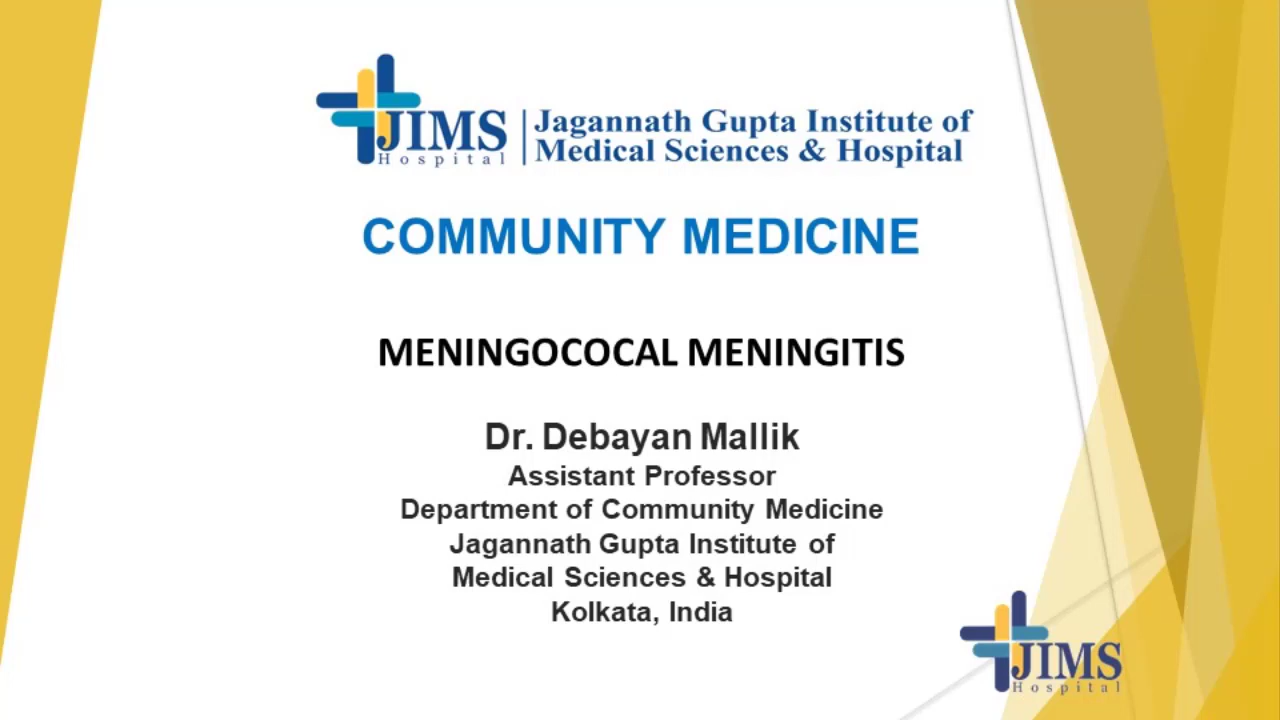 JIMS
Hospital
Jagannath Gupta Institute of
Medical Sciences & Hospital
COMMUNITY MEDICINE
MENINGOCOCAL MENINGITIS
Dr. Debayan Mallik
Assistant Professor
Department of Community Medicine
Jagannath Gupta Institute of
Medical Sciences & Hospital
Kolkata, India
JIMS
Hospital